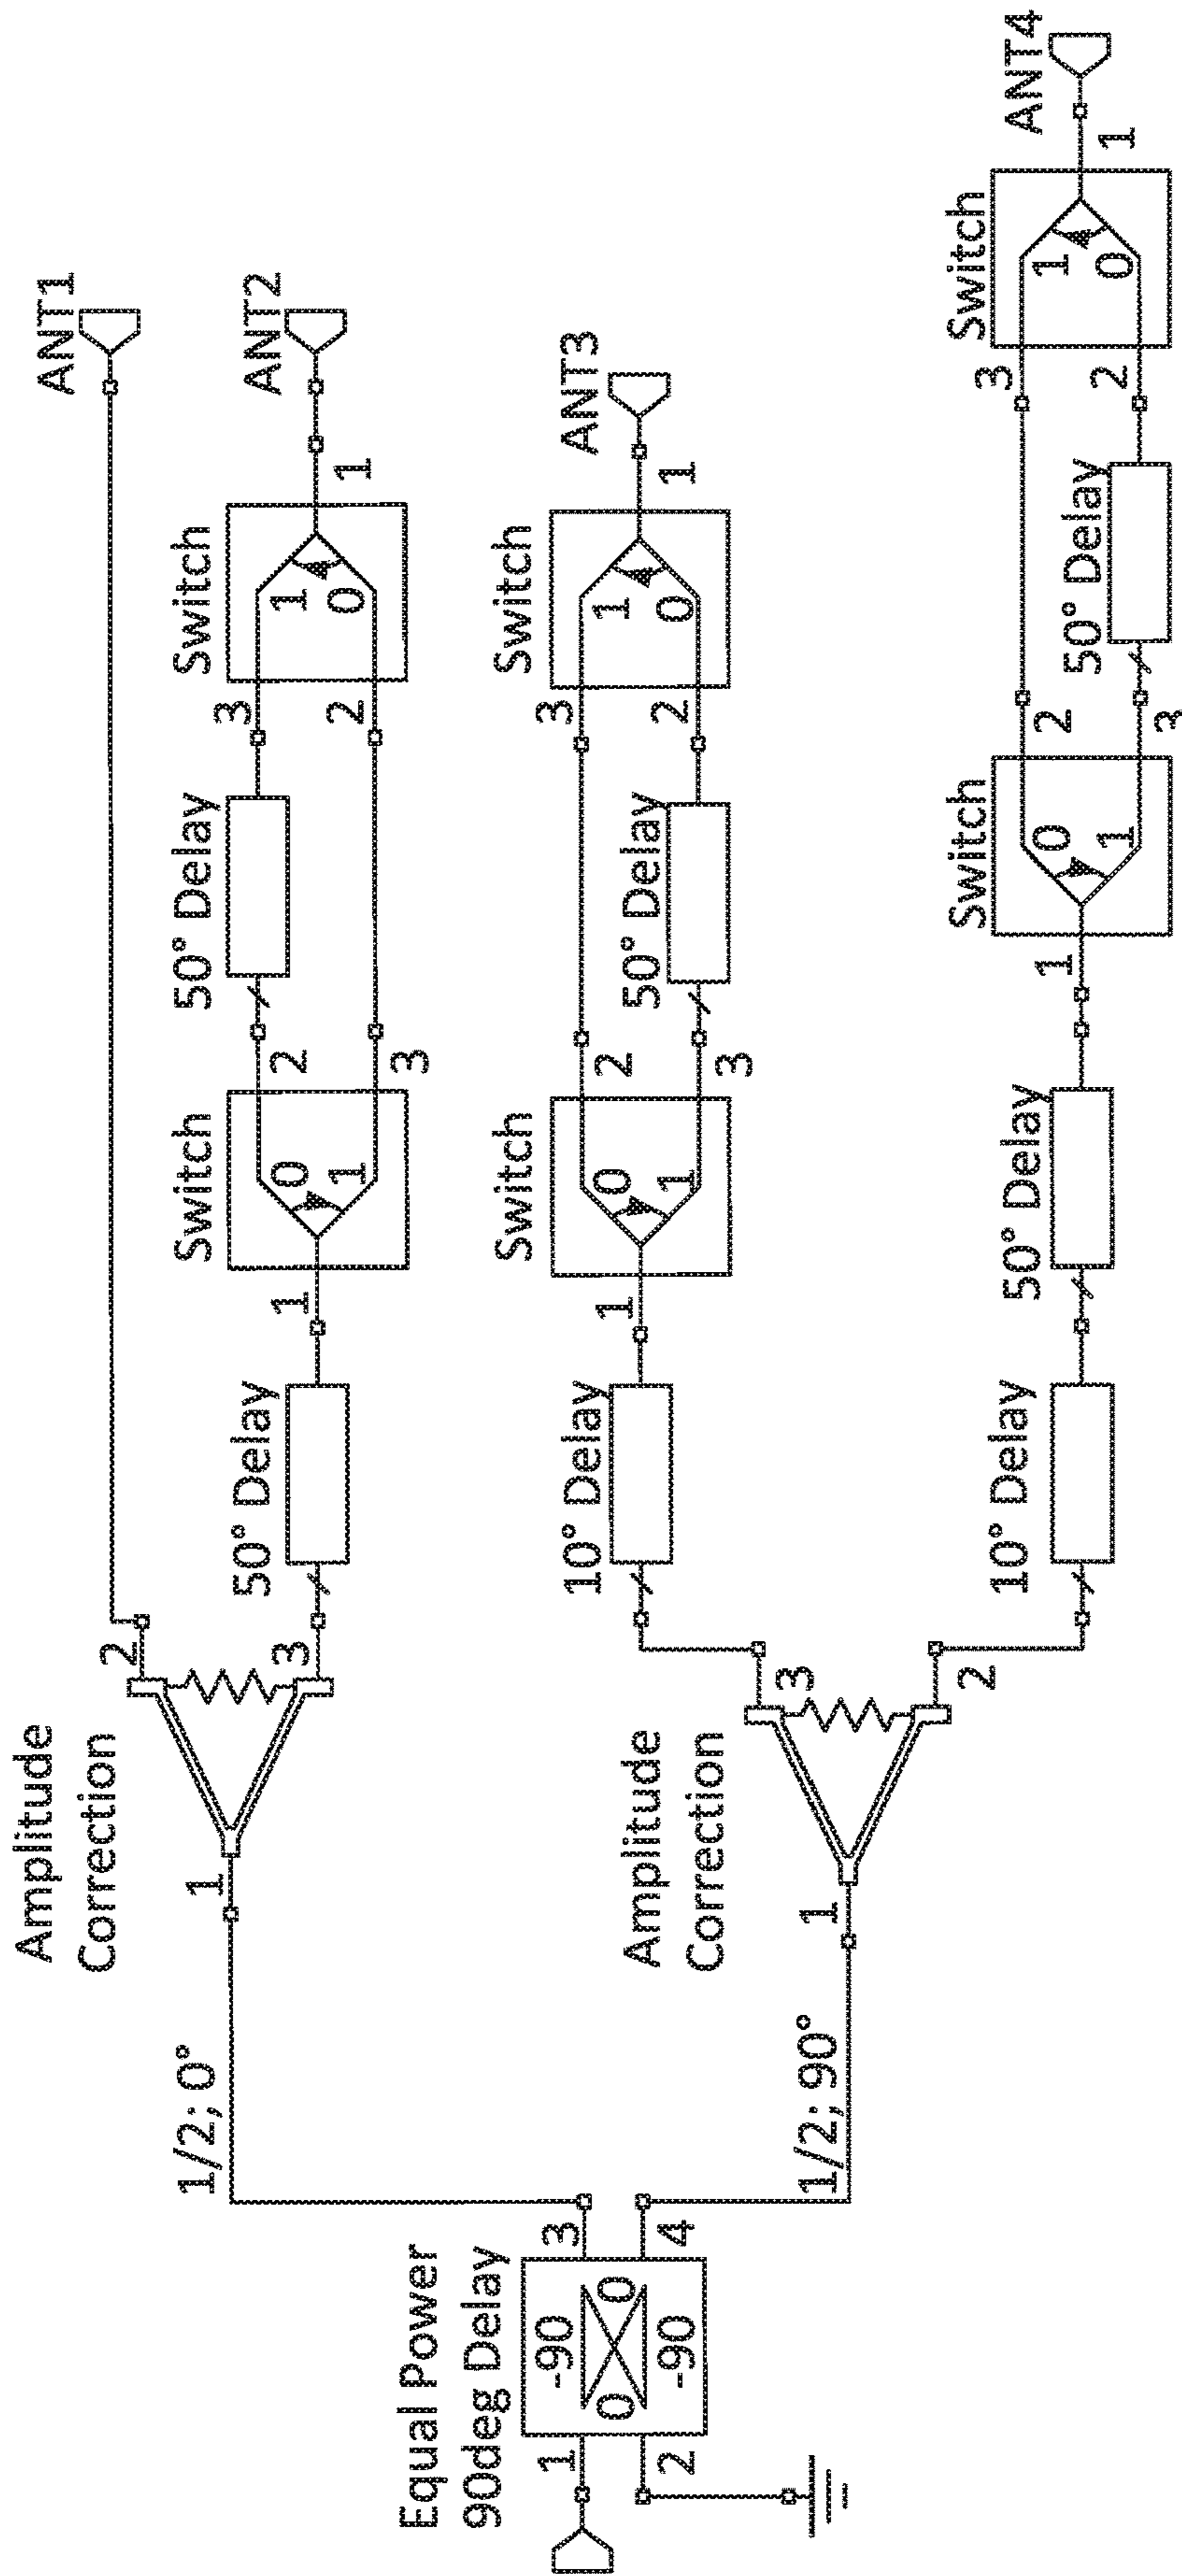 Equal Power
90deg Delay
1
2
-90
0
0
-90
3
4
1/2; 0°
1/2; 90°
Amplitude
Correction
1
2
3
ANT1
50° Delay
1
Switch
0
1
2
3
50° Delay
3
2
Switch
1
0
1
ANT2
Amplitude
Correction
1
3
2
10° Delay
1
Switch
0
1
2
3
50° Delay
3
2
Switch
1
0
1
ANT3
10° Delay
50° Delay
1
Switch
0
1
2
3
50° Delay
3
2
Switch
1
0
1
ANT4